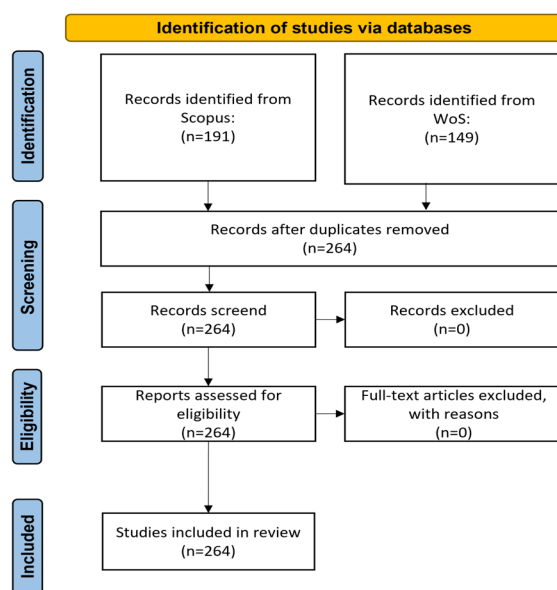 Identification of studies via databases
Identification
Records identified from
Scopus:
(n=191)
Records identified from
WoS:
(n=149)
Screening
Records after duplicates removed
(n=264)
Records screend
(n=264)
Records excluded
(n=0)
Eligibility
Reports assessed for
eligibility
(n=264)
Full-text articles excluded,
with reasons
(n=0)
Included
Studies included in review
(n=264)